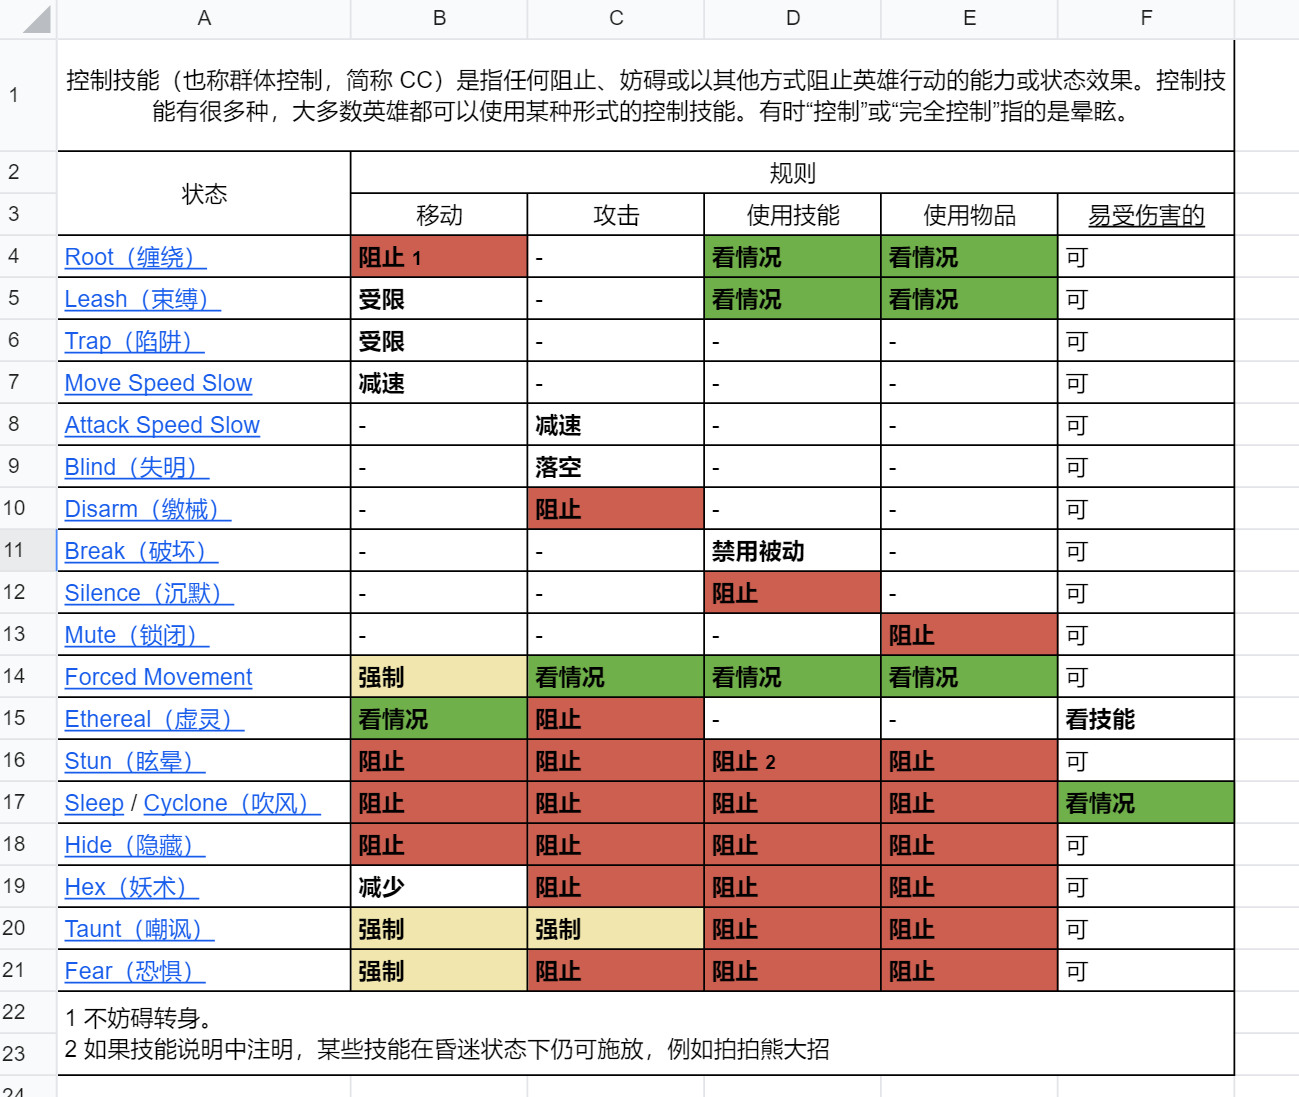 A B C D E F
1 控制技能（也称群体控制，简称 CC）是指任何阻止、妨碍或以其他方式阻止英雄行动的能力或状态效果。控制技
能有很多种，大多数英雄都可以使用某种形式的控制技能。有时“控制”或“完全控制”指的是晕眩。
2 状态 规则
3 移动 攻击 使用技能 使用物品 易受伤害的
4 Root（缠绕） 阻止 1 - 看情况 看情况 可
5 Leash（束缚） 受限 - 看情况 看情况 可
6 Trap（陷阱） 受限 - - - 可
7 Move Speed Slow 减速 - - - 可
8 Attack Speed Slow - 减速 - - 可
9 Blind（失明） - 落空 - - 可
10 Disarm（缴械） - 阻止 - - 可
11 Break（破坏） - - 禁用被动 - 可
12 Silence（沉默） - - 阻止 - 可
13 Mute（锁闭） - - - 阻止 可
14 Forced Movement 强制 看情况 看情况 看情况 可
15 Ethereal（虚灵） 看情况 阻止 - - 看技能
16 Stun（眩晕） 阻止 阻止 阻止 2 阻止 可
17 Sleep / Cyclone（吹风） 阻止 阻止 阻止 阻止 看情况
18 Hide（隐藏） 阻止 阻止 阻止 阻止 可
19 Hex（妖术） 减少 阻止 阻止 阻止 可
20 Taunt（嘲讽） 强制 强制 阻止 阻止 可
21 Fear（恐惧） 强制 阻止 阻止 阻止 可
22 1 不妨碍转身。
23 2 如果技能说明中注明，某些技能在昏迷状态下仍可施放，例如拍拍熊大招
24